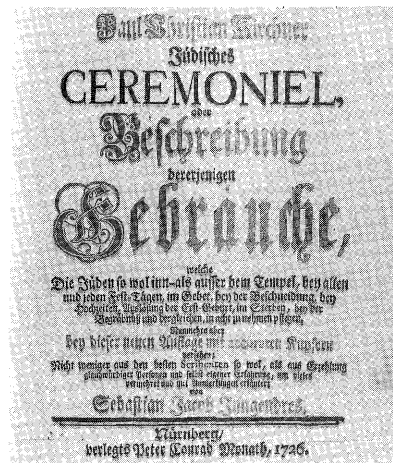 Paul Christian Kirchner
Jüdisches
CEREMONIEL,
oder
Beschreibung
dererjenigen
Gebräuche,
welche
Die Jüden so wol inn- als ausser dem Tempel, bey allen
und jeden Fest-Tägen, im Gebet, bey der Beschneidung, bey
Hochzeiten, Auslösung der Erst-Geburt, im Sterben, bey der
Begräbnüß und dergleichen, in acht zu nehmen pflegen,
Nunmehro aber
bey dieser neuen Auflage mit Kupfern
versehen;
Nicht weniger aus den besten Scribenten so wol, als aus Erzehlung
glaubwürdiger Personen und selbst eigener Erfahrung, um vieles
vermehret und mit Anmerkungen erläutert
von
Sebastian Jacob Jungendres,
Nürnberg/
verlegts Peter Conrad Monath, 1726.